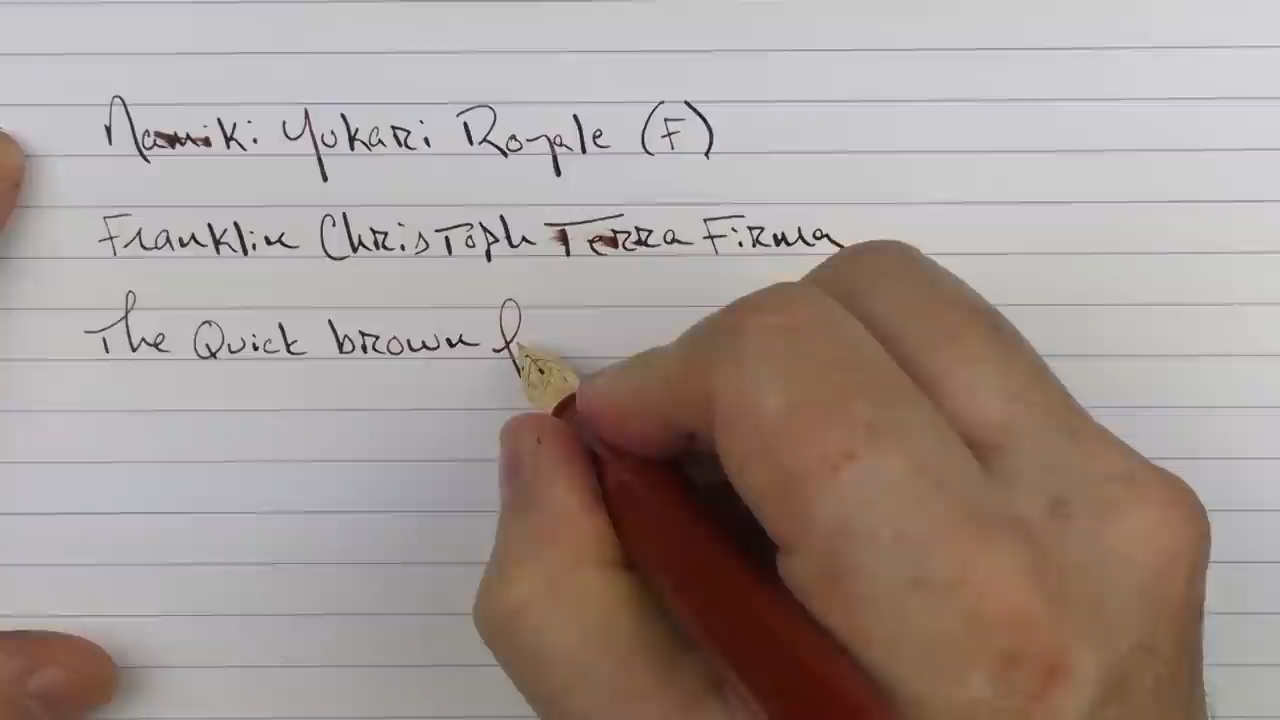 Namiki Yukari Royale (F)
Franklin Christoph Terra Firma
The Quick brown f